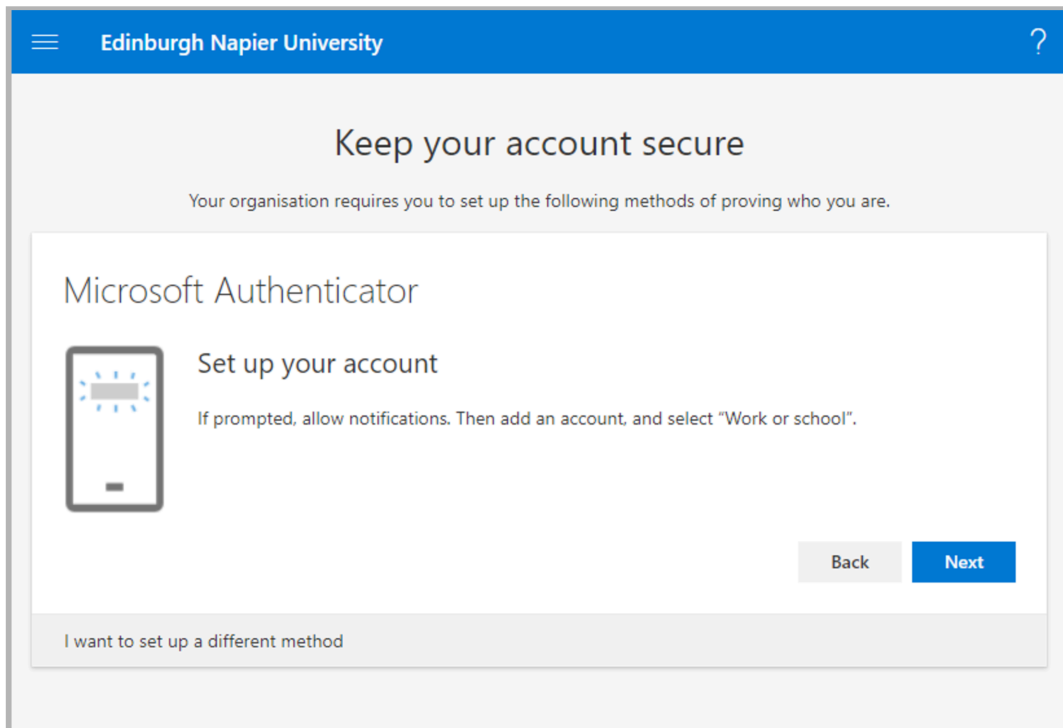 Edinburgh Napier University
?
Keep your account secure
Your organisation requires you to set up the following methods of proving who you are.
Microsoft Authenticator
Set up your account
If prompted, allow notifications. Then add an account, and select “Work or school”.
Back Next
I want to set up a different method